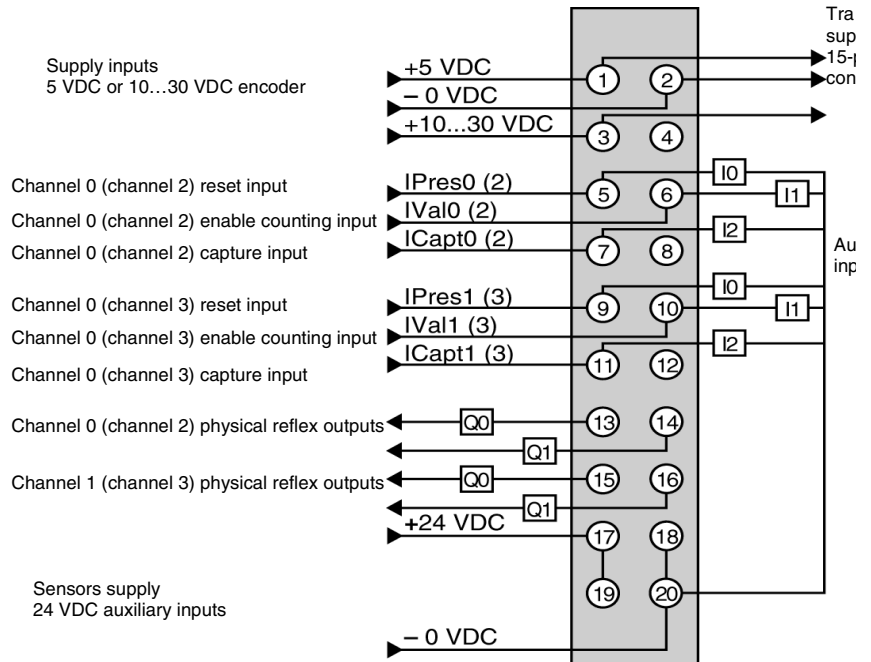 Tra
sup
15-p
con
Supply inputs
5 VDC or 10...30 VDC encoder
+5 VDC
1 2
– 0 VDC
+10...30 VDC
3 4
Channel 0 (channel 2) reset input
IPres0 (2)
5 6
I0
I1
Channel 0 (channel 2) enable counting input
IVal0 (2)
Channel 0 (channel 2) capture input
ICapt0 (2)
7 8
I2
Au
inp
Channel 0 (channel 3) reset input
IPres1 (3)
9 10
I0
I1
Channel 0 (channel 3) enable counting input
IVal1 (3)
Channel 0 (channel 3) capture input
ICapt1 (3)
11 12
I2
Channel 0 (channel 2) physical reflex outputs
Q0
13 14
Q1
Channel 1 (channel 3) physical reflex outputs
Q0
15 16
Q1
+24 VDC
17 18
19 20
Sensors supply
24 VDC auxiliary inputs
– 0 VDC